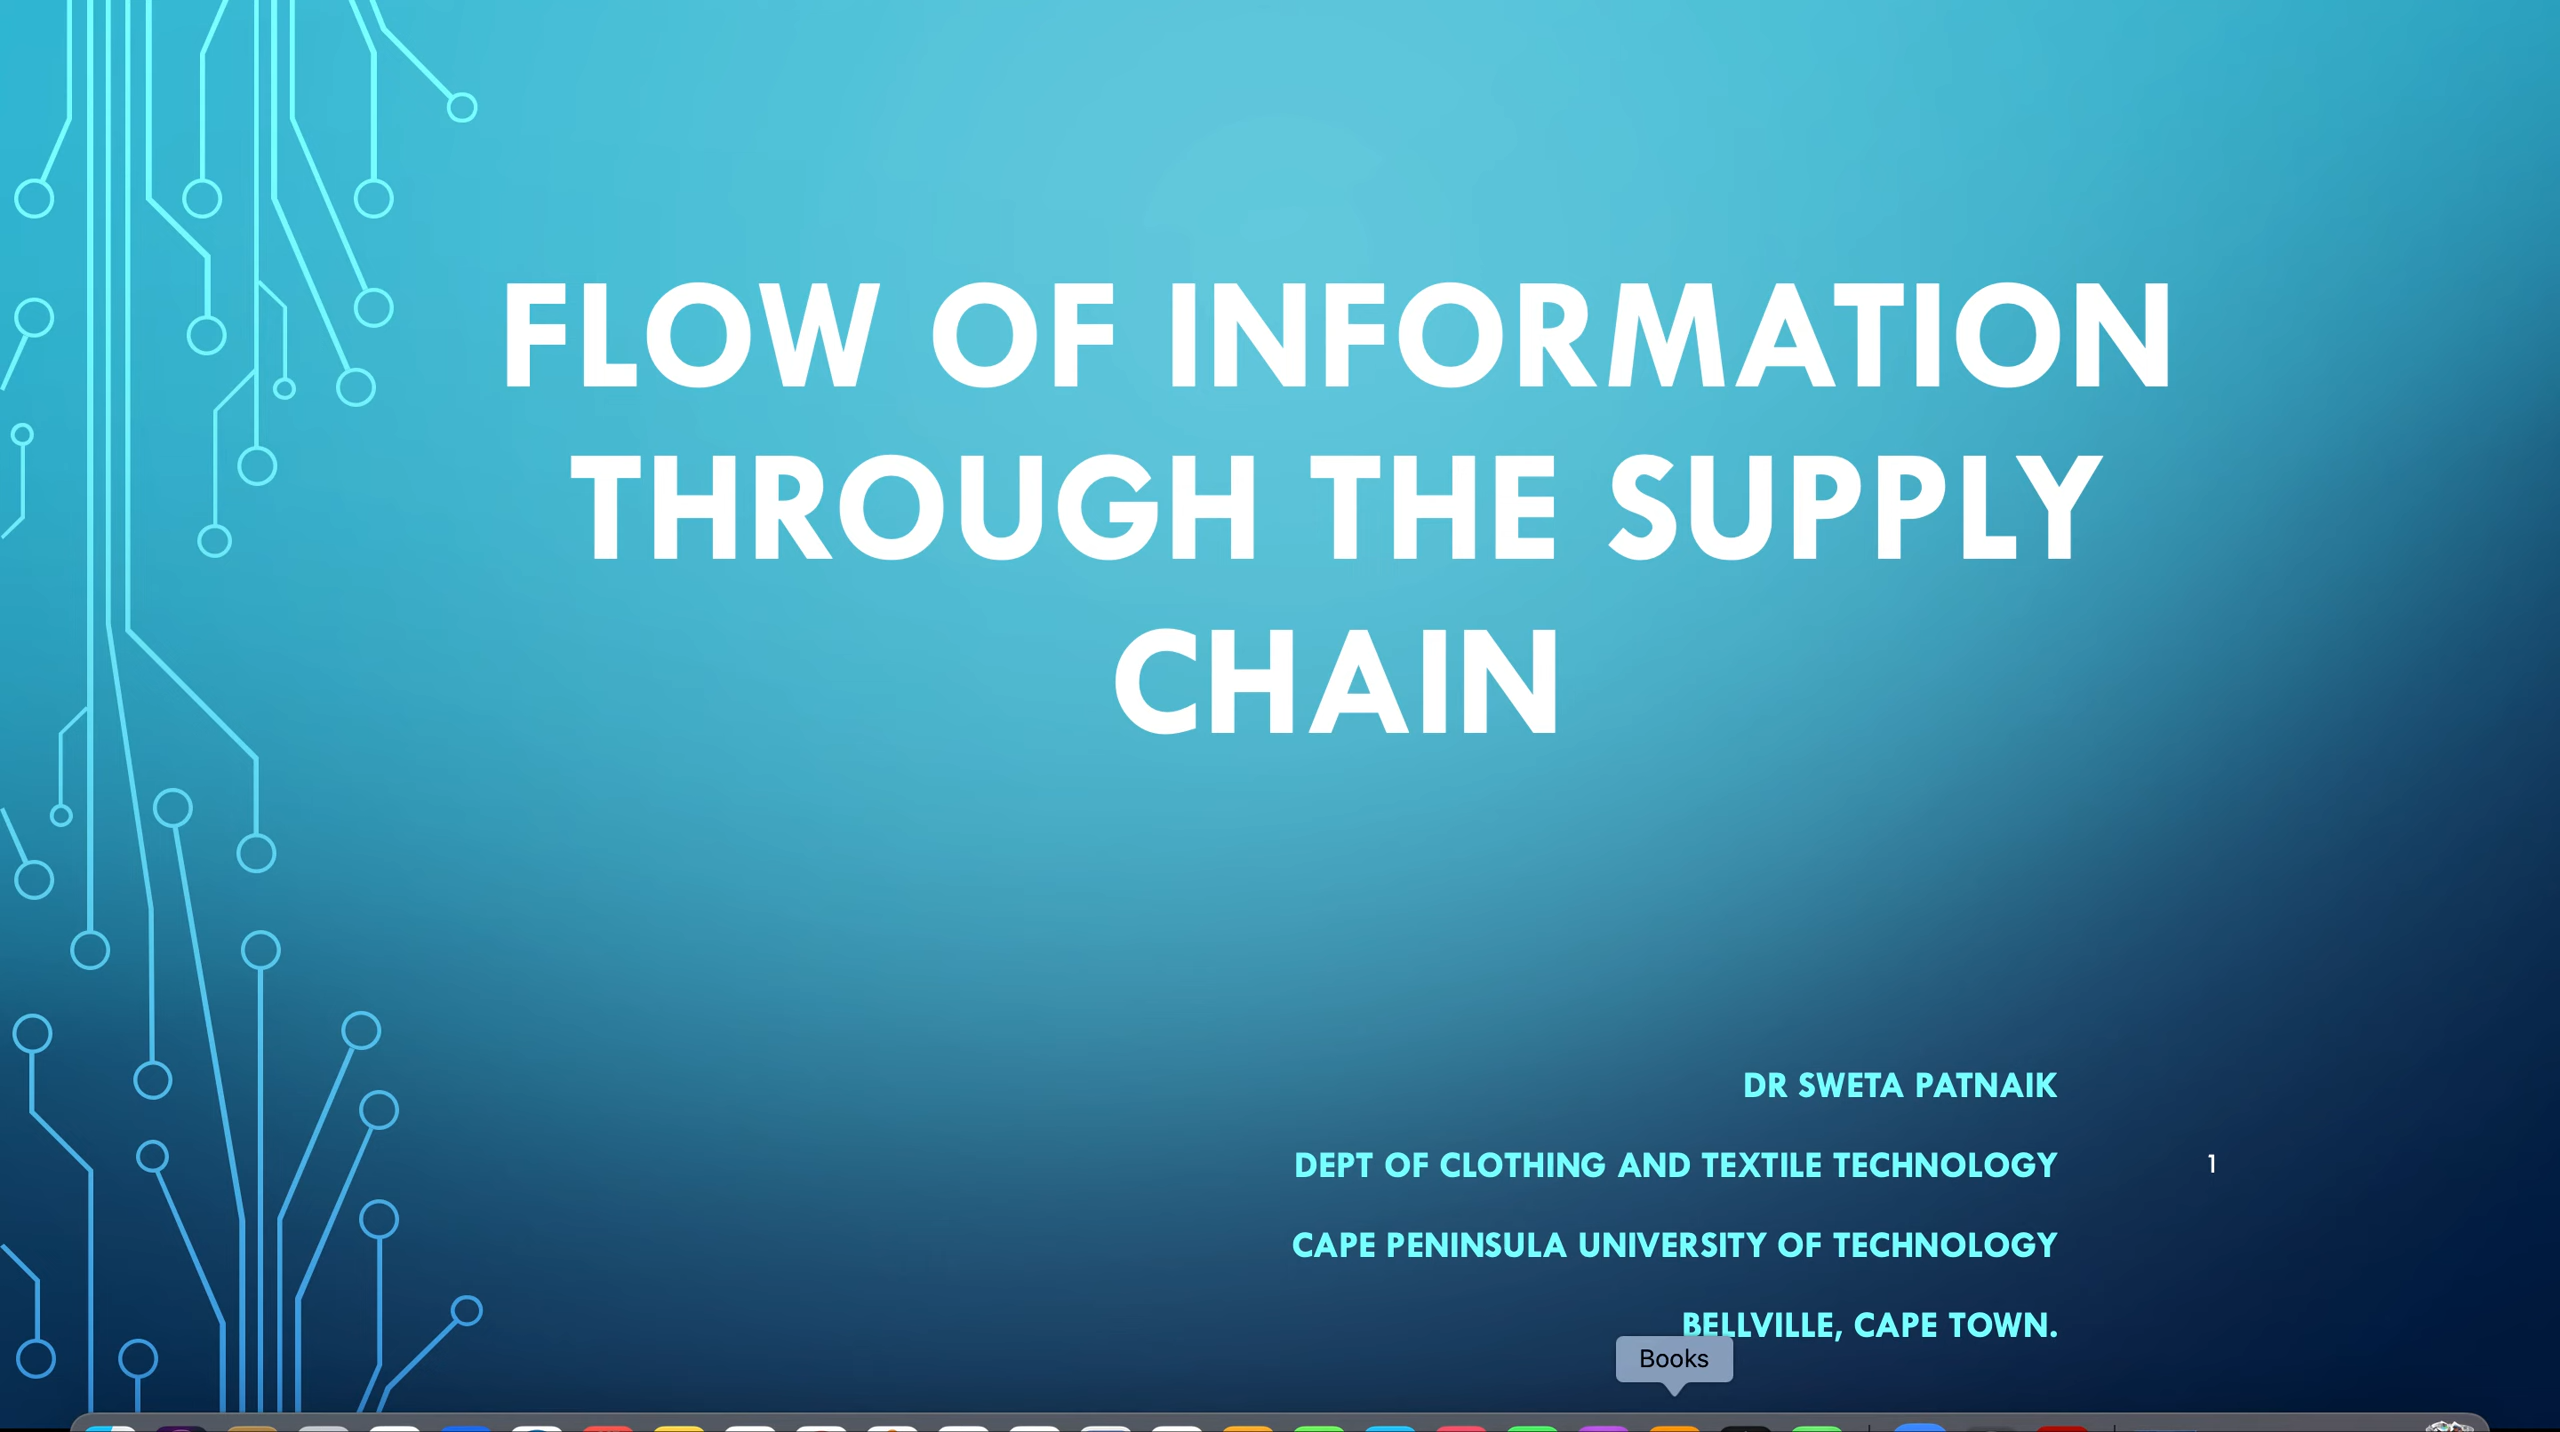 FLOW OF INFORMATION
THROUGH THE SUPPLY
CHAIN
DR SWETA PATNAIK
DEPT OF CLOTHING AND TEXTILE TECHNOLOGY
1
CAPE PENINSULA UNIVERSITY OF TECHNOLOGY
BELLVILLE, CAPE TOWN.
Books